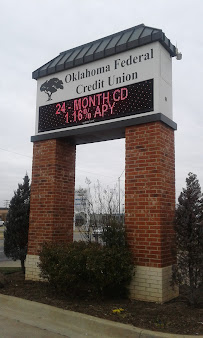 Oklahoma Federal
Credit Union
24 - MONTH CD
1.16% APY